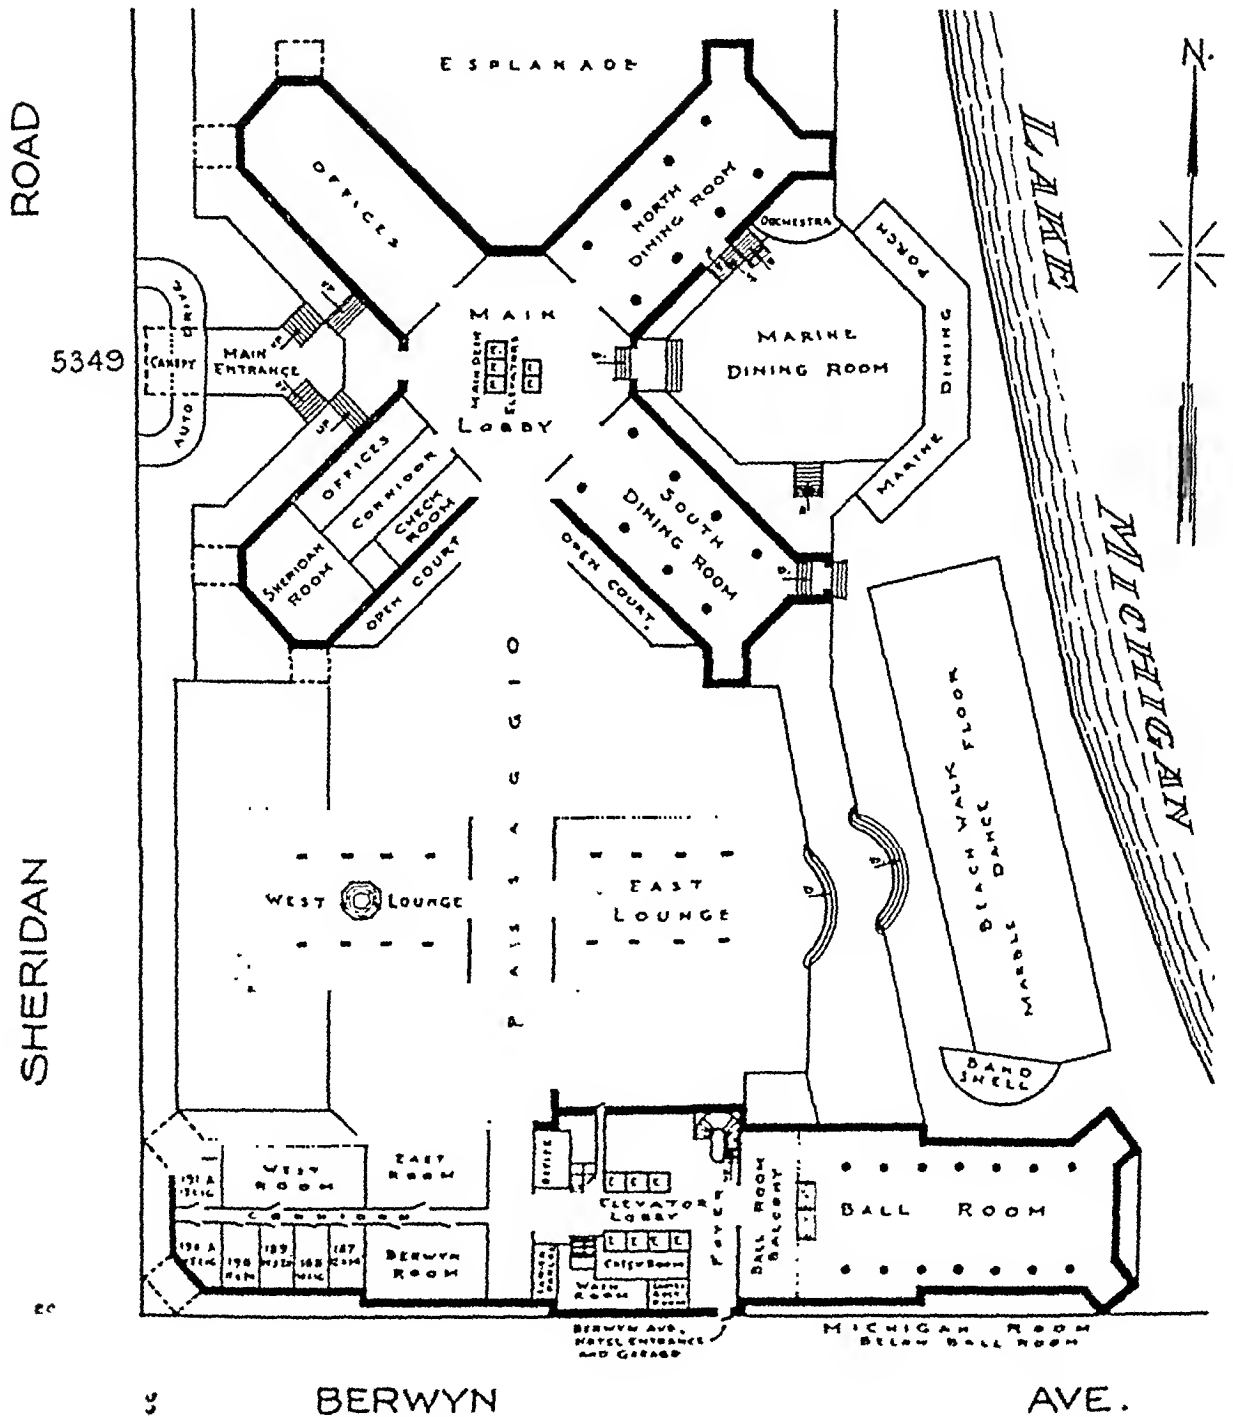 ESPLANADE
N.
ROAD
LAKE
OFFICES
NORTH
DINING ROOM
ORCHESTRA
PORCH
MAIN
MARINE
DINING ROOM
DINING
5349
CANOPY
MAIN
ENTRANCE
AUTO
MAIN DESK
ELEVATORS
LOBBY
UP
MARINE
OFFICES
CORRIDOR
CHECK
ROOM
SOUTH
DINING ROOM
SHERIDAN
ROOM
OPEN COURT
OPEN COURT.
MICHIGAN
PASSAGGIO
BEACH WALK FLOOR
MARBLE DANCE
WEST LOUNGE
EAST
LOUNGE
SHERIDAN
BAND
SHELL
WEST
ROOM
EAST
ROOM
OFFICE
CORRIDOR
ELEVATOR
LOBBY
FOYER
BALL ROOM
BALCONY
BALL ROOM
BERWYN
ROOM
CHECK ROOM
BERWYN AVE.
HOTEL ENTRANCE
AND GARAGE
MICHIGAN ROOM
BELOW BALL ROOM
BERWYN AVE.